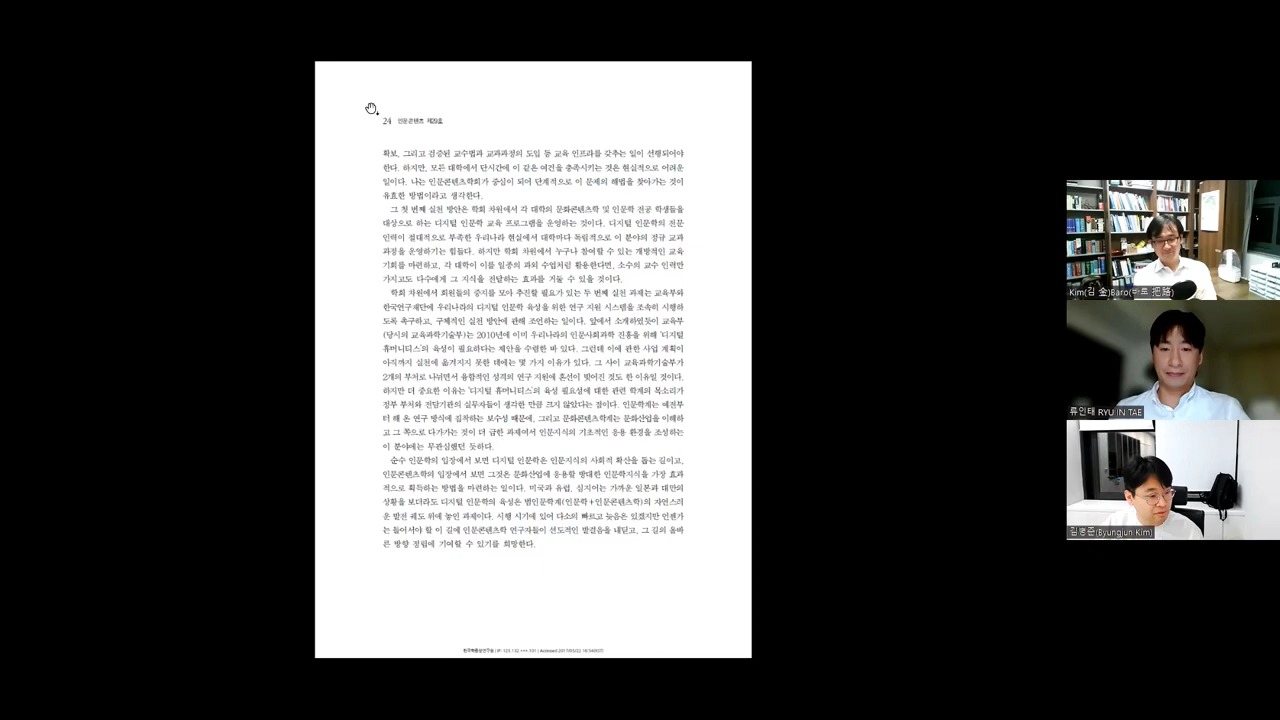 24 인문콘텐츠 제29호
확보, 그리고 검증된 교수법과 교과과정의 도입 등 교육 인프라를 갖추는 일이 선행되어야
한다. 하지만, 모든 대학에서 단시간에 이 같은 여건을 충족시키는 것은 현실적으로 어려운
일이다. 나는 인문콘텐츠학회가 중심이 되어 단계적으로 이 문제의 해법을 찾아가는 것이
유효한 방법이라고 생각한다.
그 첫 번째 실천 방안은 학회 차원에서 각 대학의 문화콘텐츠학 및 인문학 전공 학생들을
대상으로 하는 디지털 인문학 교육 프로그램을 운영하는 것이다. 디지털 인문학의 전문
인력이 절대적으로 부족한 우리나라 현실에서 대학마다 독립적으로 이 분야의 정규 교과
과정을 운영하기는 힘들다. 하지만 학회 차원에서 누구나 참여할 수 있는 개방적인 교육
기회를 마련하고, 각 대학이 이를 일종의 과외 수업처럼 활용한다면, 소수의 교수 인력만
가지고도 다수에게 그 지식을 전달하는 효과를 거둘 수 있을 것이다.
학회 차원에서 회원들의 중지를 모아 추진할 필요가 있는 두 번째 실천 과제는 교육부와
한국연구재단에 우리나라의 디지털 인문학 육성을 위한 연구 지원 시스템을 조속히 시행하
도록 촉구하고, 구체적인 실천 방안에 관해 조언하는 일이다. 앞에서 소개하였듯이 교육부
(당시의 교육과학기술부)는 2010년에 이미 우리나라의 인문사회과학 진흥을 위해 '디지털
휴머니티스'의 육성이 필요하다는 제안을 수렴한 바 있다. 그런데 이에 관한 사업 계획이
아직까지 실천에 옮겨지지 못한 데에는 몇 가지 이유가 있다. 그 사이 교육과학기술부가
2개의 부처로 나뉘면서 융합적인 성격의 연구 지원에 혼선이 빚어진 것도 한 이유일 것이다.
하지만 더 중요한 이유는 '디지털 휴머니티스'의 육성 필요성에 대한 관련 학계의 목소리가
정부 부처와 전담기관의 실무자들이 생각한 만큼 크지 않았다는 점이다. 인문학계는 예전부
터 해 온 연구 방식에 집착하는 보수성 때문에, 그리고 문화콘텐츠학계는 문화산업을 이해하
고 그 쪽으로 다가가는 것이 더 급한 과제여서 인문지식의 기초적인 응용 환경을 조성하는
이 분야에는 무관심했던 듯하다.
순수 인문학의 입장에서 보면 디지털 인문학은 인문지식의 사회적 확산을 돕는 길이고,
인문콘텐츠학의 입장에서 보면 그것은 문화산업에 응용할 방대한 인문학지식을 가장 효과
적으로 획득하는 방법을 마련하는 일이다. 미국과 유럽, 심지어는 가까운 일본과 대만의
상황을 보더라도 디지털 인문학의 육성은 범인문학계(인문학+인문콘텐츠학)의 자연스러
운 발전 궤도 위에 놓인 과제이다. 시행 시기에 있어 다소의 빠르고 늦음은 있겠지만 언젠가
는 들어서야 할 이 길에 인문콘텐츠학 연구자들이 선도적인 발걸음을 내딛고, 그 길의 올바
른 방향 정립에 기여할 수 있기를 희망한다.
한국학중앙연구원 | IP: 125.132.***.101 | Accessed 2017/05/22 18:54(KST)
Kim(김 金)Baro(바로 把路)
류인태 RYU IN TAE
김병준(Byungjun Kim)